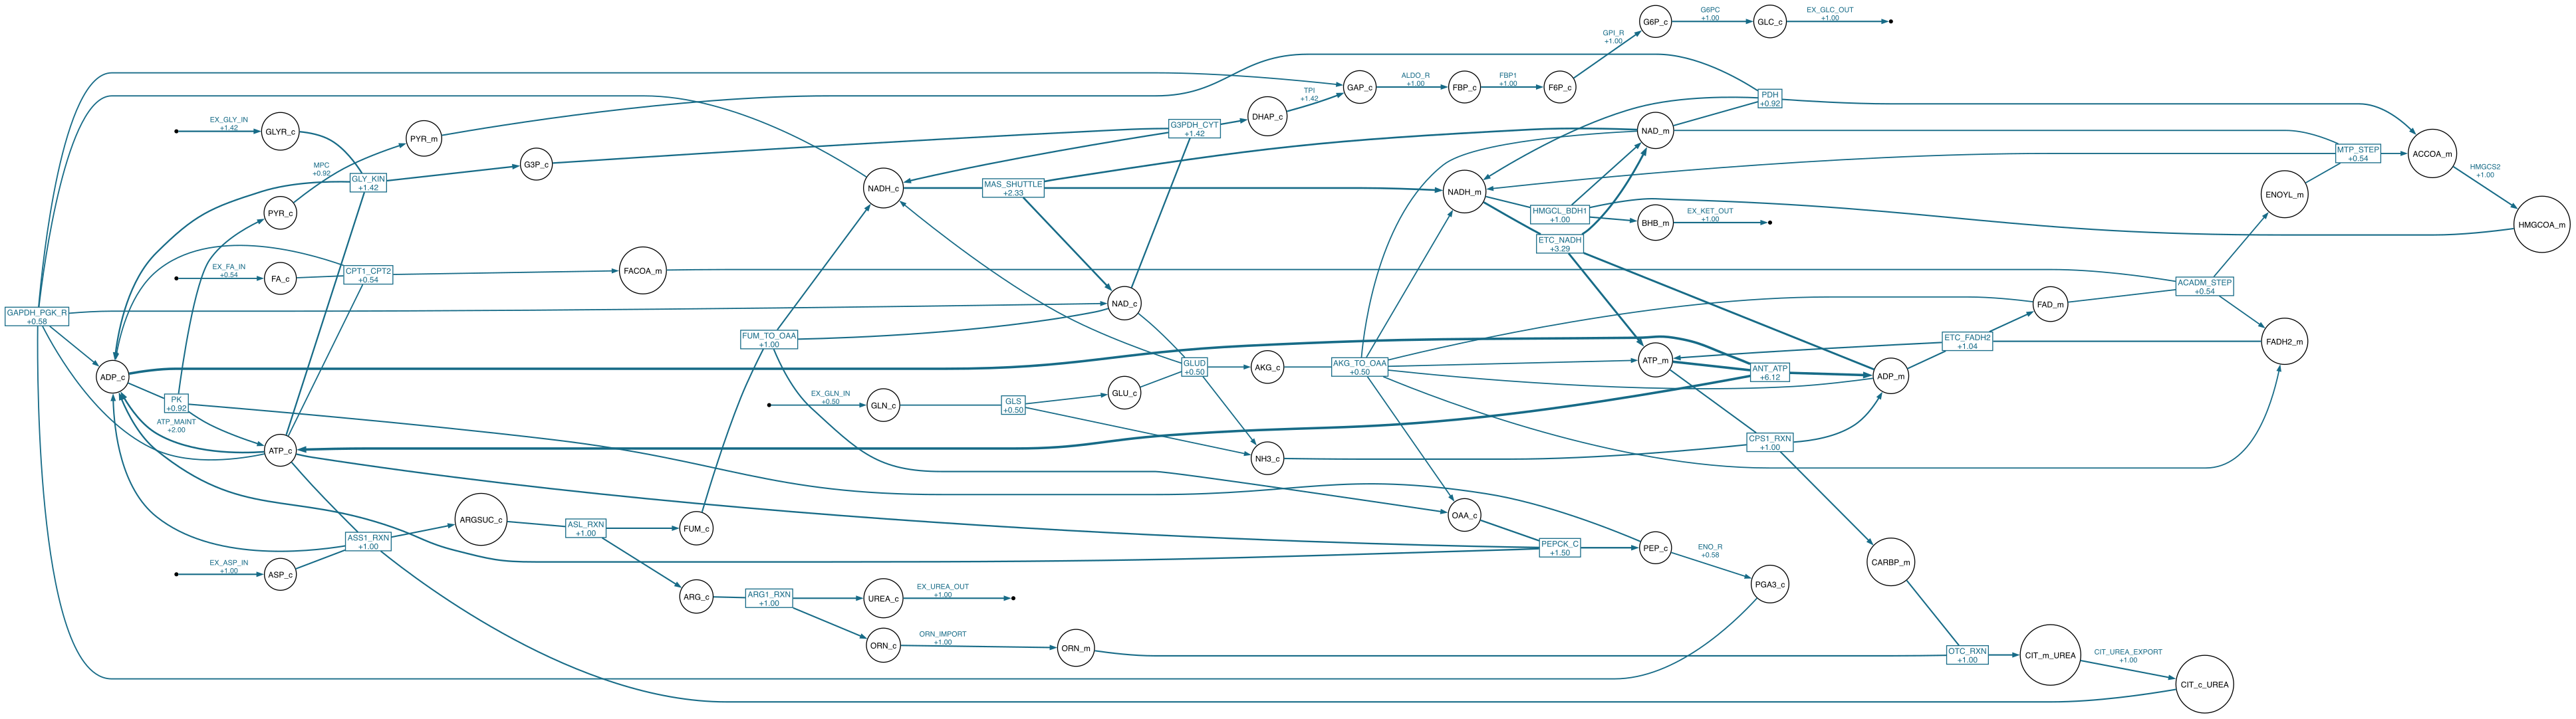 G6P_c
G6PC
+1.00
GLC_c
EX_GLC_OUT
+1.00
GPI_R
+1.00
GAP_c
ALDO_R
+1.00
FBP_c
FBP1
+1.00
F6P_c
PDH
+0.92
TPI
+1.42
DHAP_c
G3PDH_CYT
+1.42
EX_GLY_IN
+1.42
GLYR_c
PYR_m
NAD_m
MTP_STEP
+0.54
ACCOA_m
HMGCS2
+1.00
MPC
+0.92
G3P_c
GLY_KIN
+1.42
NADH_c
MAS_SHUTTLE
+2.33
NADH_m
ENOYL_m
PYR_c
HMGCL_BDH1
+1.00
BHB_m
EX_KET_OUT
+1.00
HMGCOA_m
ETC_NADH
+3.29
EX_FA_IN
+0.54
FA_c
CPT1_CPT2
+0.54
FACOA_m
ACADM_STEP
+0.54
NAD_c
FAD_m
GAPDH_PGK_R
+0.58
FUM_TO_OAA
+1.00
ETC_FADH2
+1.04
FADH2_m
ADP_c
GLUD
+0.50
AKG_c
AKG_TO_OAA
+0.50
ATP_m
ANT_ATP
+6.12
ADP_m
PK
+0.92
ATP_MAINT
+2.00
EX_GLN_IN
+0.50
GLN_c
GLS
+0.50
GLU_c
ATP_c
NH3_c
CPS1_RXN
+1.00
ARGSUC_c
ASL_RXN
+1.00
FUM_c
OAA_c
ASS1_RXN
+1.00
PEPCK_C
+1.50
PEP_c
ENO_R
+0.58
CARBP_m
EX_ASP_IN
+1.00
ASP_c
PGA3_c
ARG_c
ARG1_RXN
+1.00
UREA_c
EX_UREA_OUT
+1.00
ORN_c
ORN_IMPORT
+1.00
ORN_m
OTC_RXN
+1.00
CIT_m_UREA
CIT_UREA_EXPORT
+1.00
CIT_c_UREA